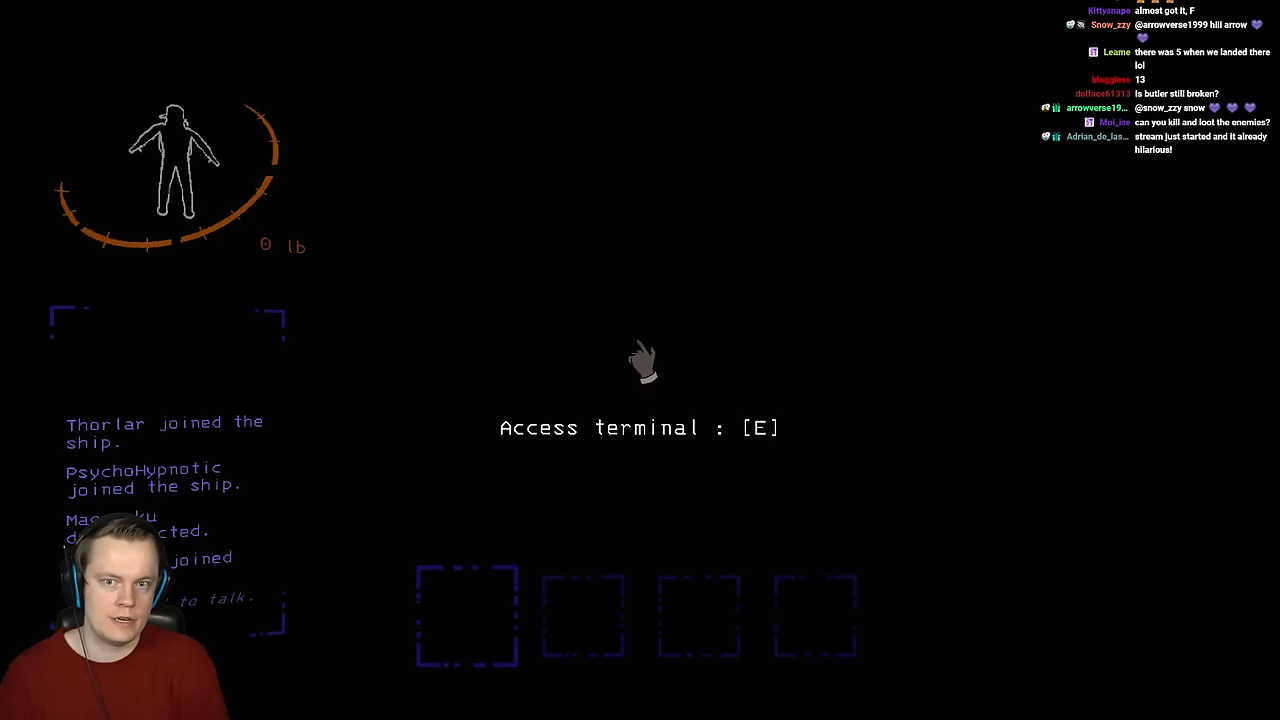 Kittysnape almost got it, F
Snow_zzy @arrowverse1999 hiii arrow
Leame there was 5 when we landed there
lol
bloggless 13
dolface61313 Is butler still broken?
arrowverse19... @snow_zzy snow
Moi_ise can you kill and loot the enemies?
Adrian_de_las... stream just started and it already
hilarious!
0 lb
Access terminal : [E]
Thorlar joined the
ship.
PsychoHypnotic
joined the ship.
joined
to talk.